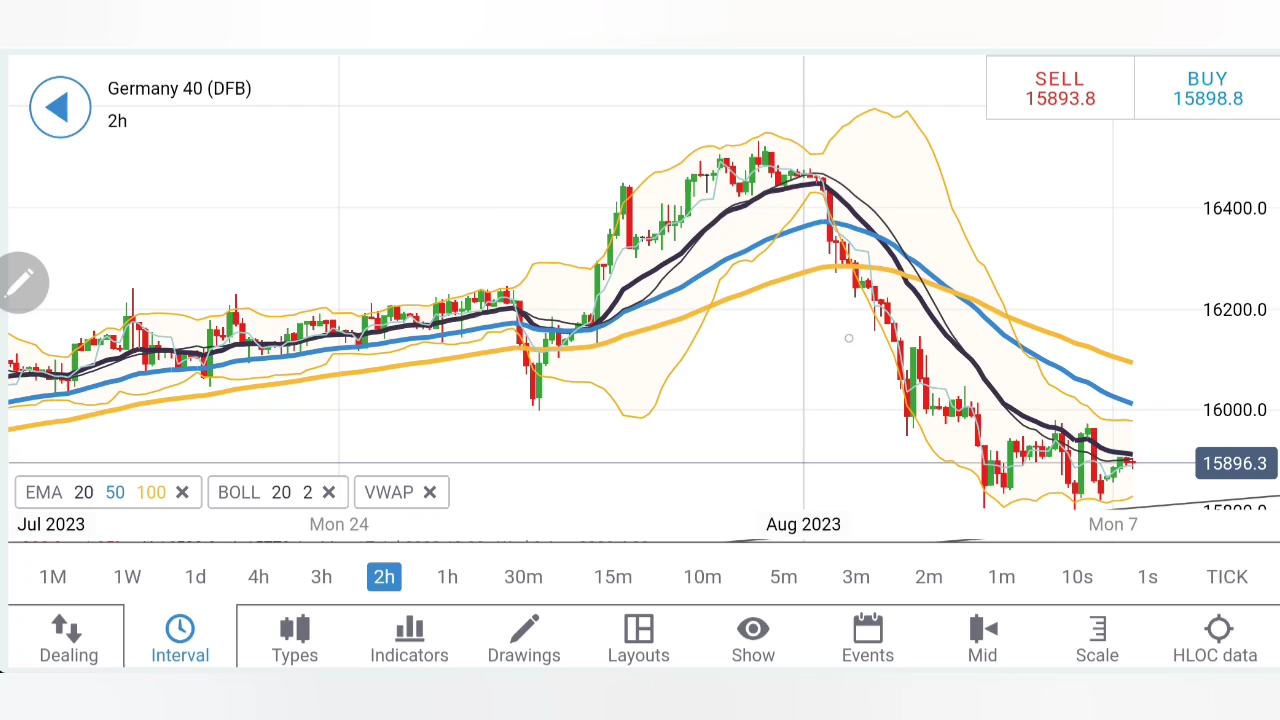 Germany 40 (DFB)
2h
SELL
15893.8
BUY
15898.8
16400.0
16200.0
16000.0
15896.3
EMA 20 50 100 ✕
BOLL 20 2 ✕
VWAP ✕
Jul 2023
Mon 24
Aug 2023
Mon 7
1M 1W 1d 4h 3h 2h 1h 30m 15m 10m 5m 3m 2m 1m 10s 1s TICK
Dealing Interval Types Indicators Drawings Layouts Show Events Mid Scale HLOC data